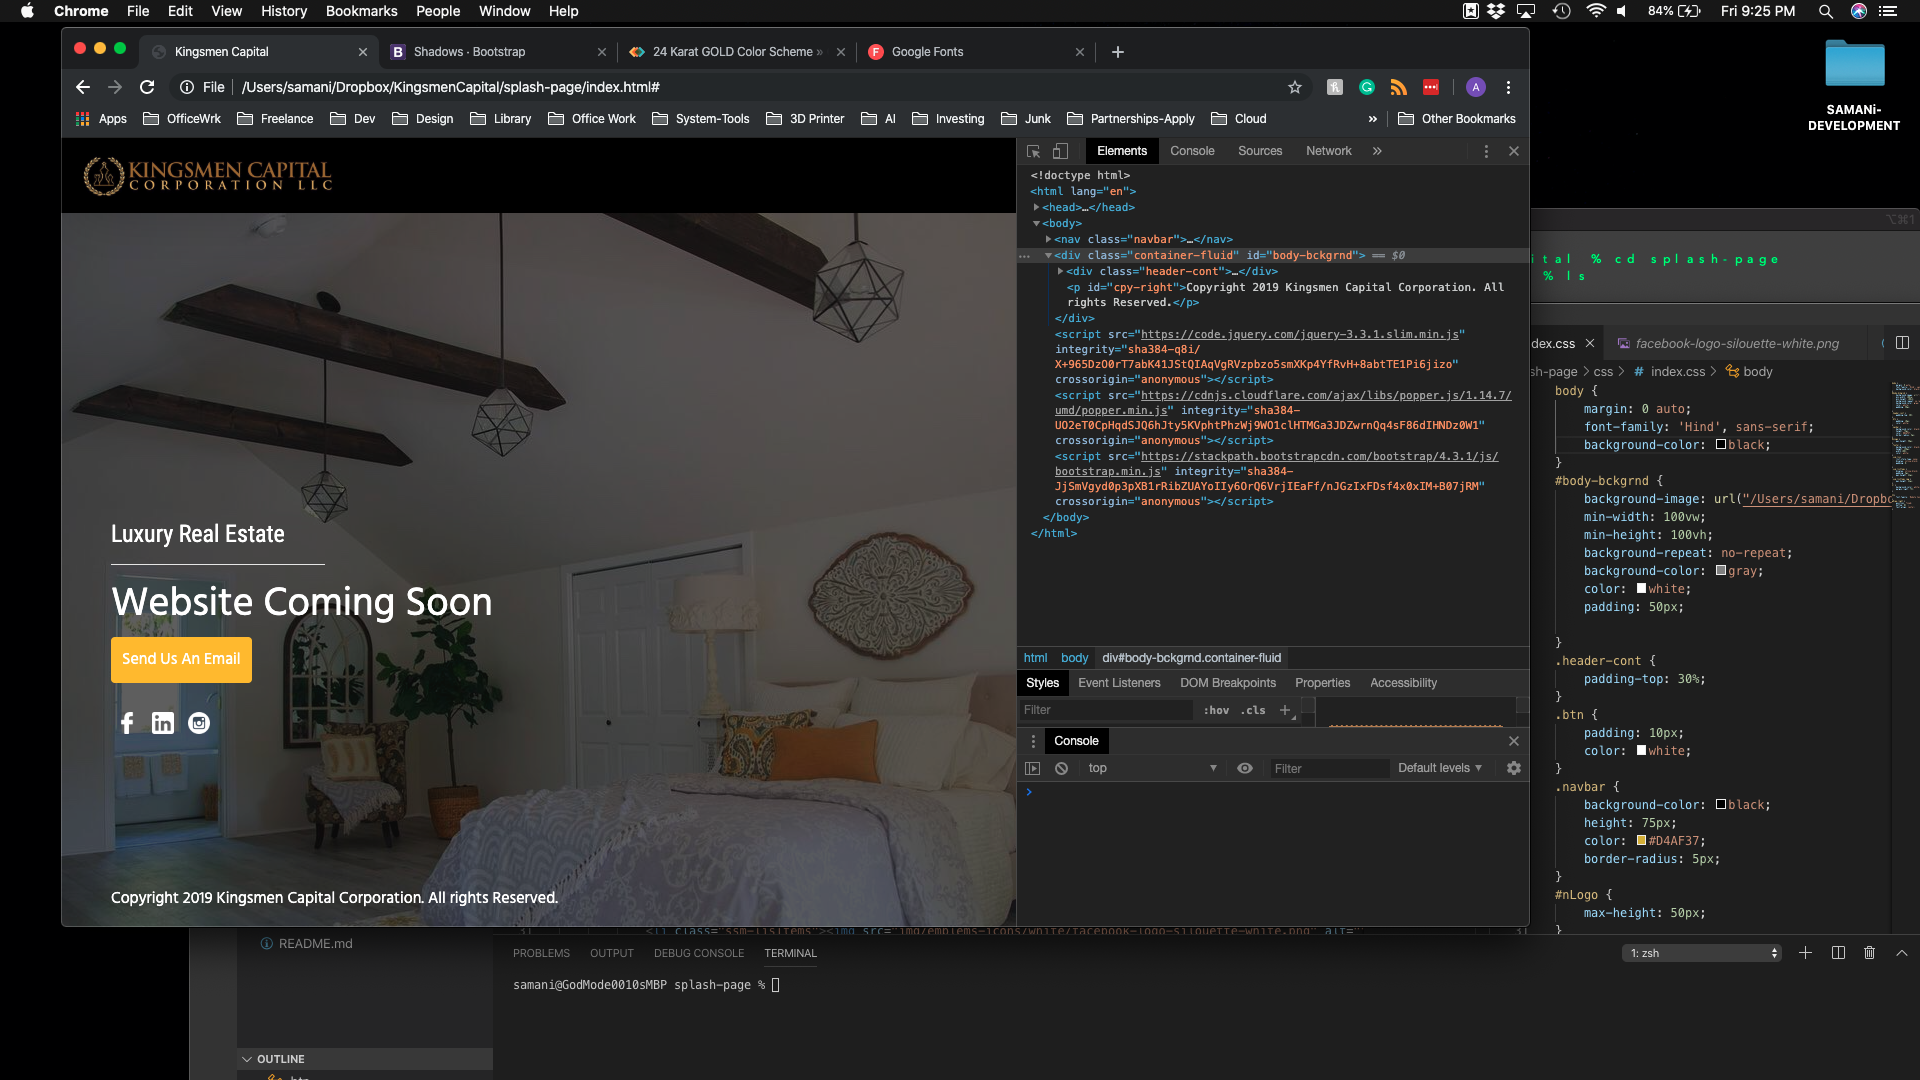 Chrome File Edit View History Bookmarks People Window Help
84% Fri 9:25 PM
Kingsmen Capital
Shadows · Bootstrap
24 Karat GOLD Color Scheme »
Google Fonts
File /Users/samani/Dropbox/KingsmenCapital/splash-page/index.html#
A
Apps OfficeWrk Freelance Dev Design Library Office Work System-Tools 3D Printer AI Investing Junk Partnerships-Apply Cloud » Other Bookmarks
SAMANi-
DEVELOPMENT
KINGSMEN CAPITAL
CORPORATION LLC
Luxury Real Estate
Website Coming Soon
Send Us An Email
Copyright 2019 Kingsmen Capital Corporation. All rights Reserved.
Elements Console Sources Network »
<!doctype html>
<html lang="en">
<head>…</head>
<body>
<nav class="navbar">…</nav>
<div class="container-fluid" id="body-bckgrnd"> == $0
<div class="header-cont">…</div>
<p id="cpy-right">Copyright 2019 Kingsmen Capital Corporation. All
rights Reserved.</p>
</div>
<script src="https://code.jquery.com/jquery-3.3.1.slim.min.js"
integrity="sha384-q8i/
X+965DzO0rT7abK41JStQIAqVgRVzpbzo5smXKp4YfRvH+8abtTE1Pi6jizo"
crossorigin="anonymous"></script>
<script src="https://cdnjs.cloudflare.com/ajax/libs/popper.js/1.14.7/
umd/popper.min.js" integrity="sha384-
UO2eT0CpHqdSJQ6hJty5KVphtPhzWj9WO1clHTMGa3JDZwrnQq4sF86dIHNDz0W1"
crossorigin="anonymous"></script>
<script src="https://stackpath.bootstrapcdn.com/bootstrap/4.3.1/js/
bootstrap.min.js" integrity="sha384-
JjSmVgyd0p3pXB1rRibZUAYoIIy6OrQ6VrjIEaFf/nJGzIxFDsf4x0xIM+B07jRM"
crossorigin="anonymous"></script>
</body>
</html>
html body div#body-bckgrnd.container-fluid
Styles Event Listeners DOM Breakpoints Properties Accessibility
Filter :hov .cls +
Console
top Filter Default levels
⌥⌘1
ital % cd splash-page
% ls
dex.css facebook-logo-silouette-white.png
sh-page > css > # index.css > body
body {
margin: 0 auto;
font-family: 'Hind', sans-serif;
background-color: black;
}
#body-bckgrnd {
background-image: url("/Users/samani/Dropbo
min-width: 100vw;
min-height: 100vh;
background-repeat: no-repeat;
background-color: gray;
color: white;
padding: 50px;
}
.header-cont {
padding-top: 30%;
}
.btn {
padding: 10px;
color: white;
}
.navbar {
background-color: black;
height: 75px;
color: #D4AF37;
border-radius: 5px;
}
#nLogo {
max-height: 50px;
}
README.md
PROBLEMS OUTPUT DEBUG CONSOLE TERMINAL
1: zsh
samani@GodMode0010sMBP splash-page %
OUTLINE